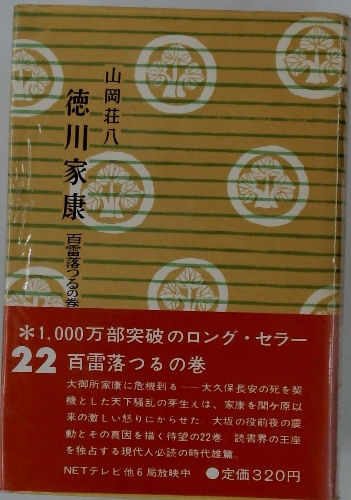 山岡荘八
徳川家康
百雷落つるの巻
＊1,000万部突破のロング・セラー
22 百雷落つるの巻
大御所家康に危機到る──大久保長安の死を契
機とした天下騒乱の芽生えは、家康を関ケ原以
来の激しい怒りにからせた。大坂の役前夜の震
動とその真因を描く待望の22巻。読書界の王座
を独占する現代人必読の時代雄篇。
NETテレビ他6局放映中 ●定価320円